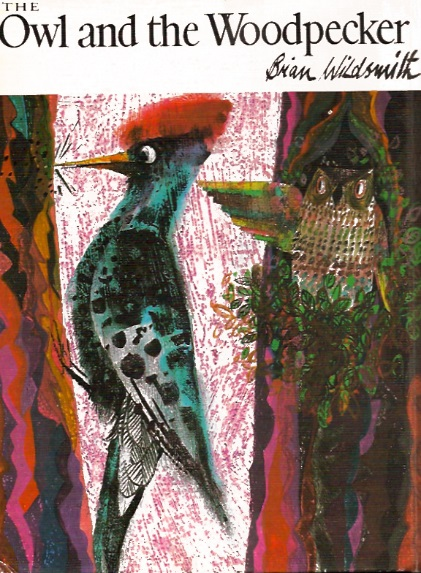 THE
Owl and the Woodpecker
Brian Wildsmith